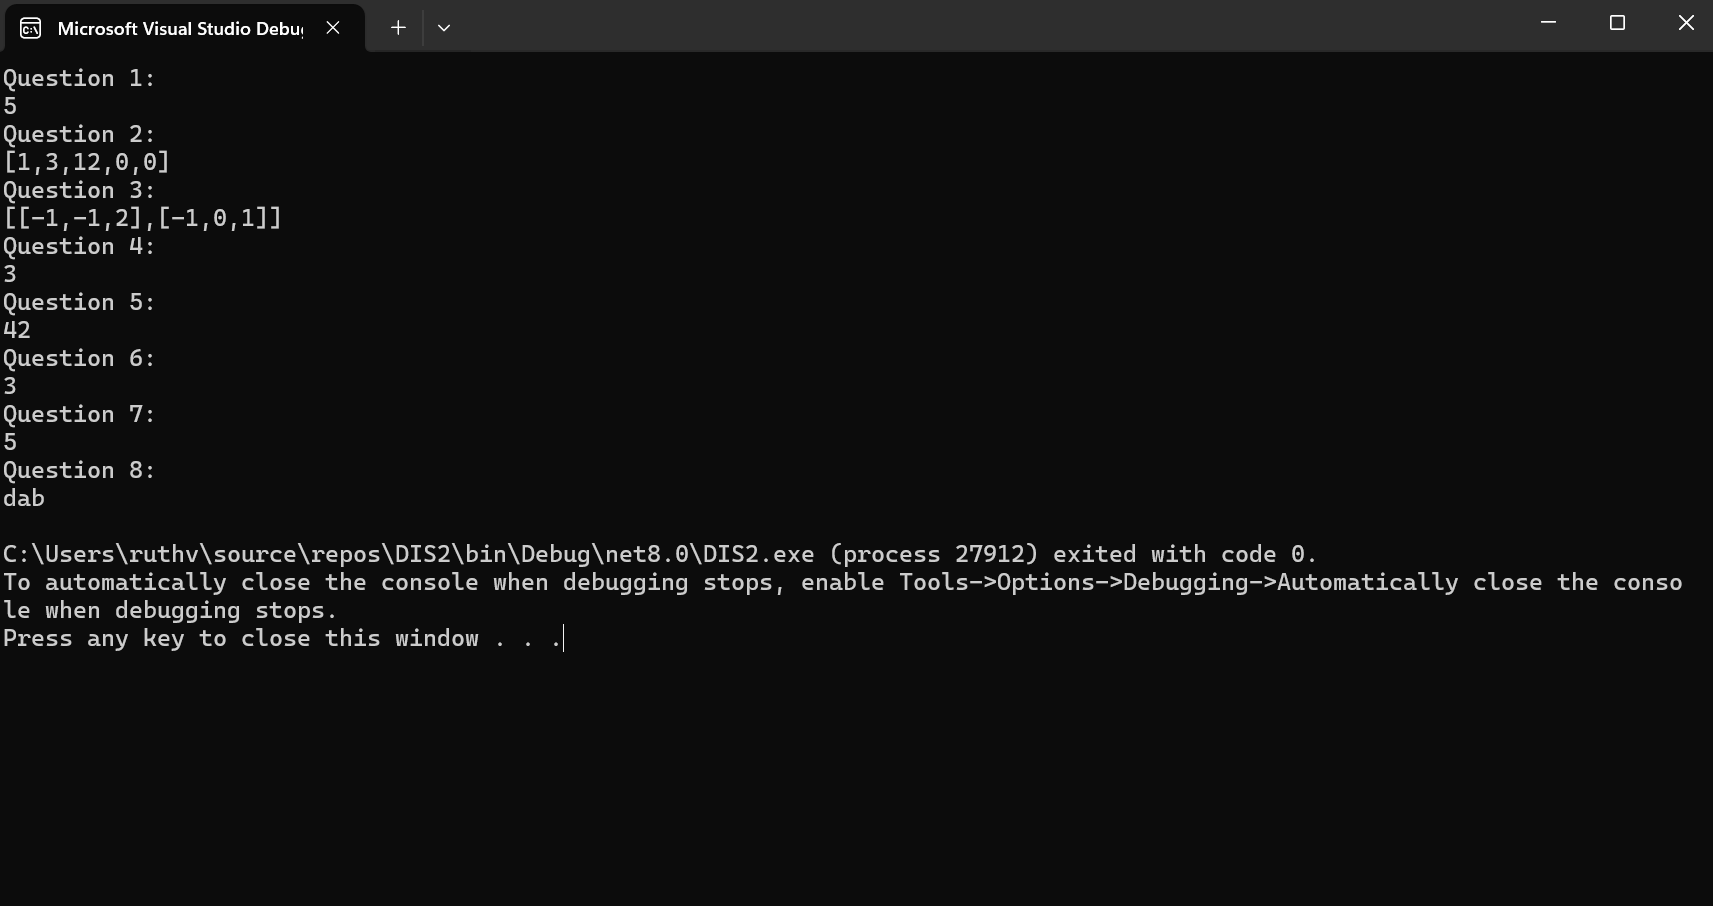 Microsoft Visual Studio Debu
Question 1:
5
Question 2:
[1,3,12,0,0]
Question 3:
[[-1,-1,2],[-1,0,1]]
Question 4:
3
Question 5:
42
Question 6:
3
Question 7:
5
Question 8:
dab
C:\Users\ruthv\source\repos\DIS2\bin\Debug\net8.0\DIS2.exe (process 27912) exited with code 0.
To automatically close the console when debugging stops, enable Tools->Options->Debugging->Automatically close the conso
le when debugging stops.
Press any key to close this window . . .